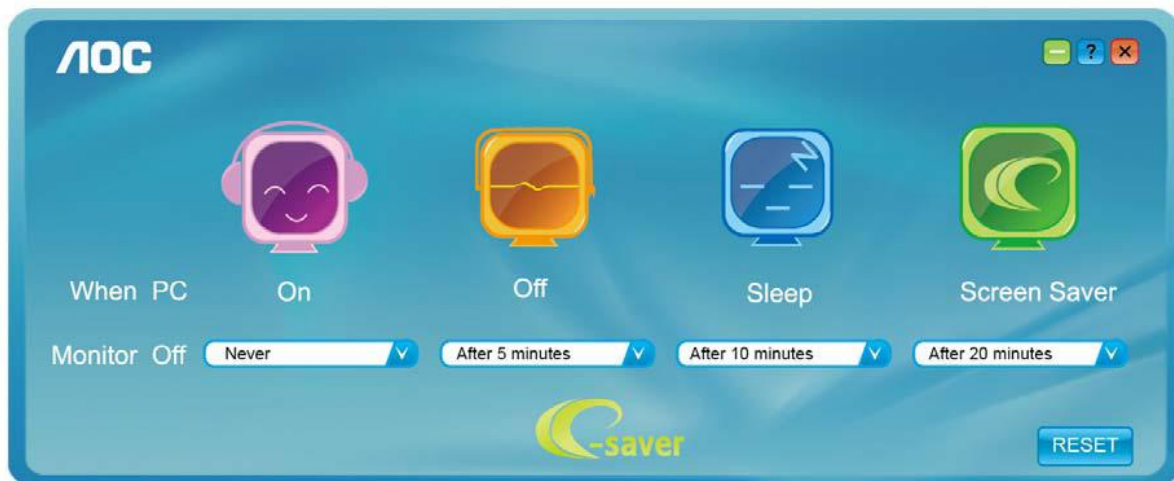 AOC
?
When PC On Off Sleep Screen Saver
Monitor Off Never After 5 minutes After 10 minutes After 20 minutes
e-saver
RESET